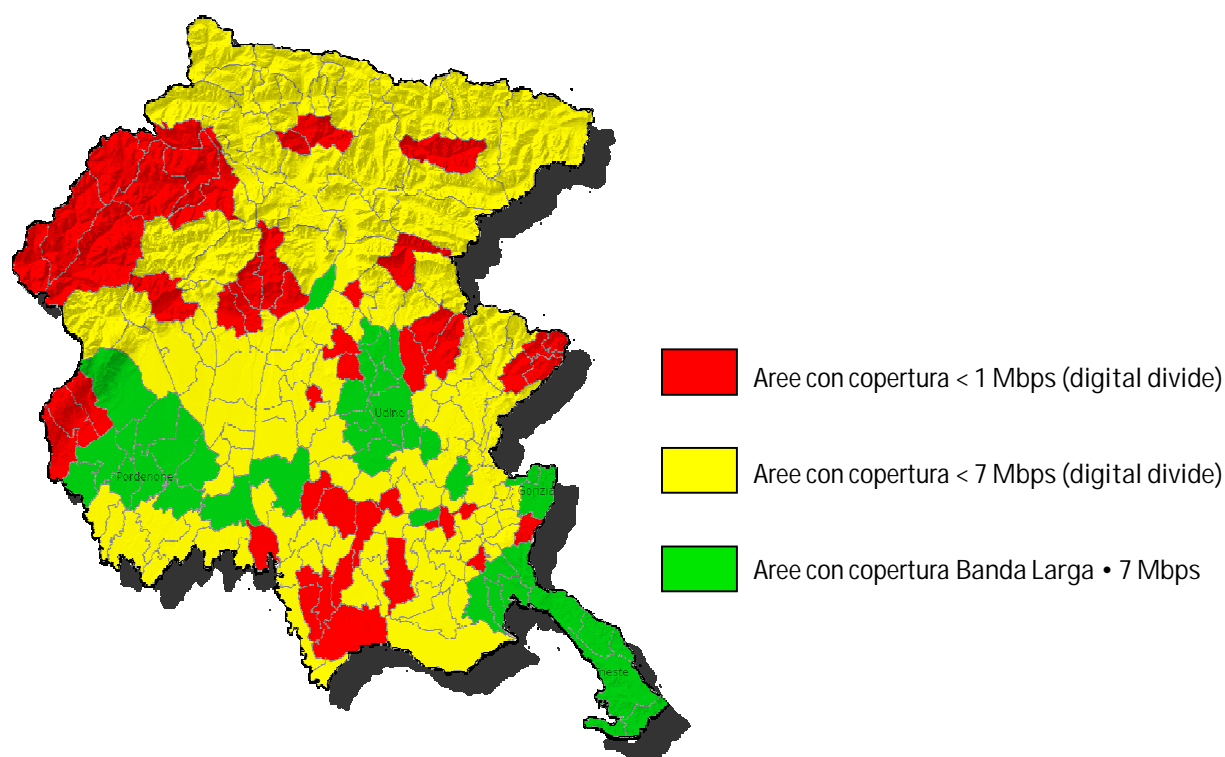 Udine
Pordenone
Gorizia
rieste
Aree con copertura < 1 Mbps (digital divide)
Aree con copertura < 7 Mbps (digital divide)
Aree con copertura Banda Larga • 7 Mbps